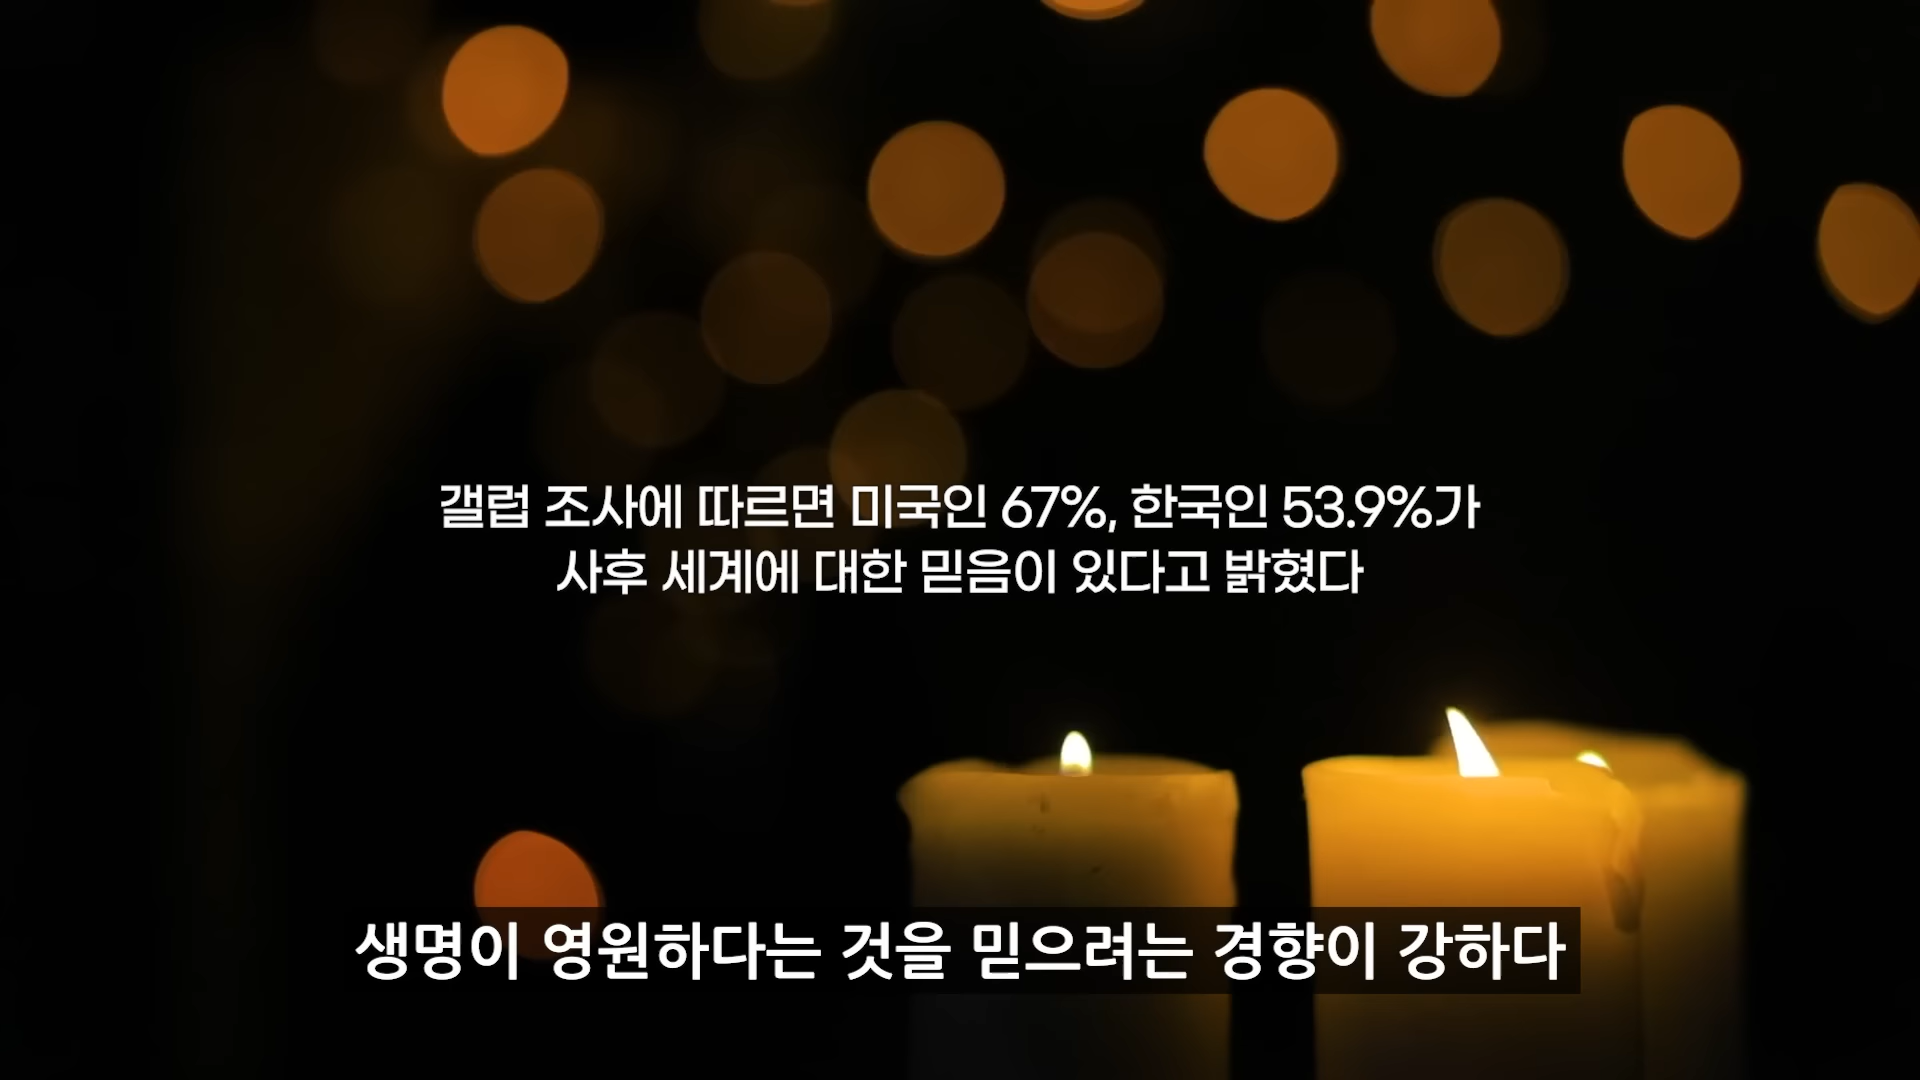 갤럽 조사에 따르면 미국인 67%, 한국인 53.9%가
사후 세계에 대한 믿음이 있다고 밝혔다
생명이 영원하다는 것을 믿으려는 경향이 강하다